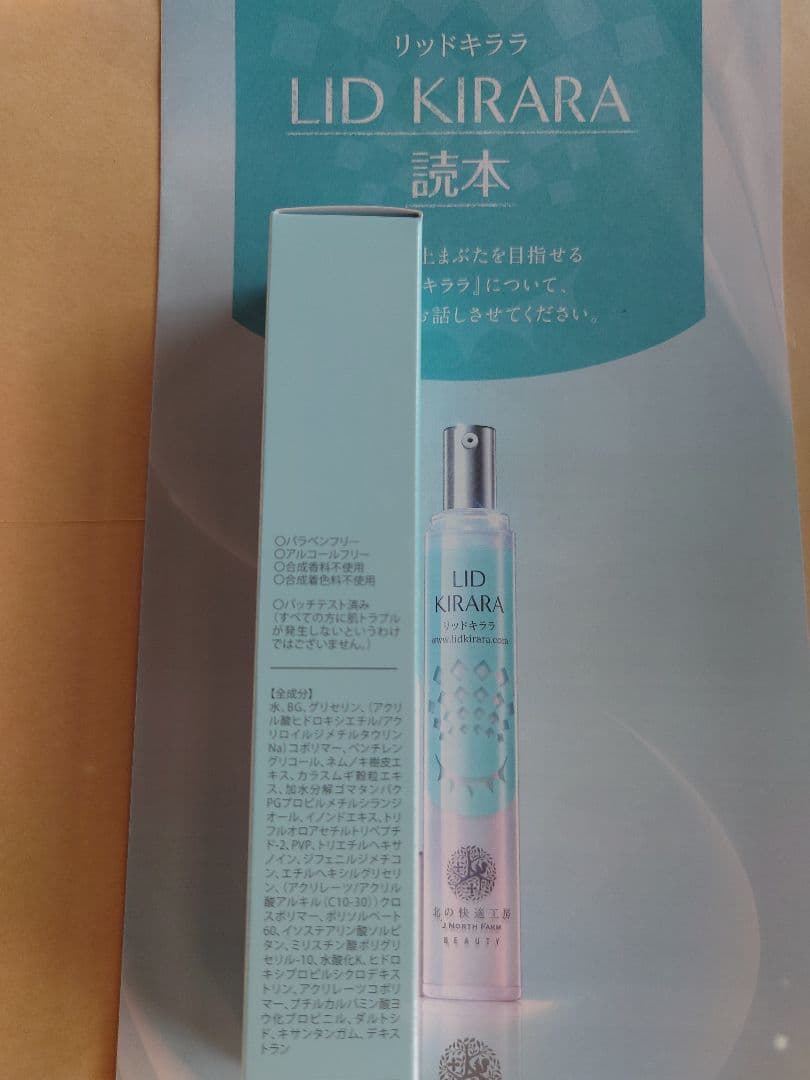 リッドキララ
LID KIRARA
読本
上まぶたを目指せる
キララ』について、
お話しさせてください。
〇パラベンフリー
〇アルコールフリー
〇合成香料不使用
〇合成着色料不使用
〇パッチテスト済み
(すべての方に肌トラブル
が発生しないというわけ
ではございません。)
【全成分】
水、BG、グリセリン、(アクリ
ル酸ヒドロキシエチル/アク
リロイルジメチルタウリン
Na)コポリマー、ペンチレン
グリコール、ネムノキ樹皮エ
キス、カラスムギ穀粒エキ
ス、加水分解ゴマタンパク
PGプロピルメチルシランジ
オール、イノンドエキス、トリ
フルオロアセチルトリペプチ
ド-2、PVP、トリエチルヘキサ
ノイン、ジフェニルジメチコ
ン、エチルヘキシルグリセリ
ン、(アクリレーツ/アクリル
酸アルキル(C10-30))クロ
スポリマー、ポリソルベート
60、イソステアリン酸ソルビ
タン、ミリスチン酸ポリグリ
セリル-10、水酸化K、ヒドロ
キシプロピルシクロデキス
トリン、アクリレーツコポリ
マー、ブチルカルバミン酸ヨ
ウ化プロピニル、ダルトシ
ド、キサンタンガム、デキス
トラン
LID
KIRARA
リッドキララ
www.lidkirara.com
北の快適工房
J NORTH FARM
BEAUTY